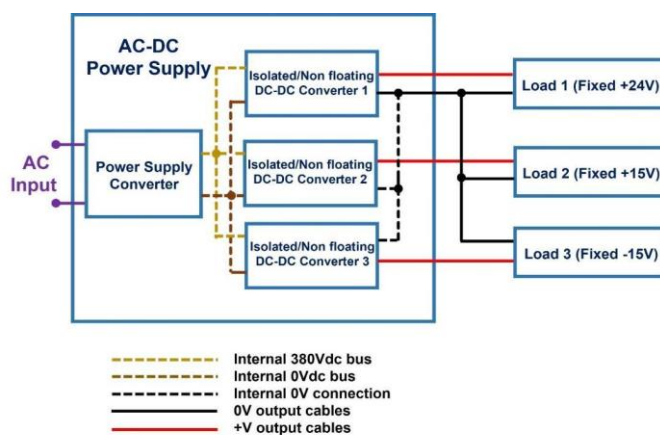 AC-DC
Power Supply
Isolated/Non floating
DC-DC Converter 1
Load 1 (Fixed +24V)
AC
Input
Power Supply
Converter
Isolated/Non floating
DC-DC Converter 2
Load 2 (Fixed +15V)
Isolated/Non floating
DC-DC Converter 3
Load 3 (Fixed -15V)
Internal 380Vdc bus
Internal 0Vdc bus
Internal 0V connection
0V output cables
+V output cables